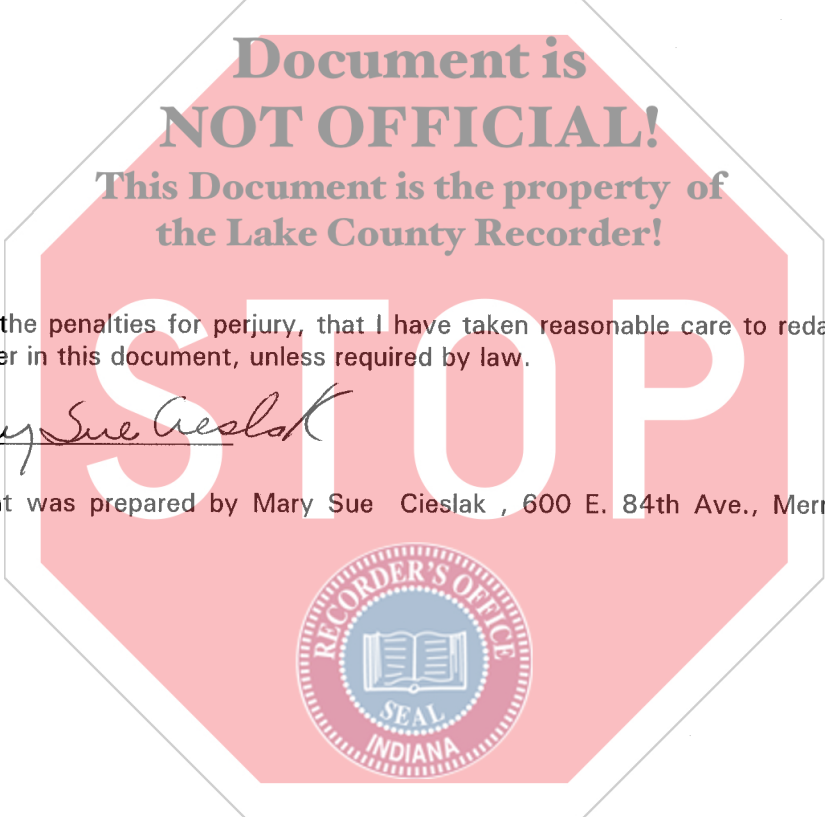 Document is
NOT OFFICIAL!
This Document is the property of
the Lake County Recorder!
STOP
the penalties for perjury, that I have taken reasonable care to reda
er in this document, unless required by law.
y Sue Cieslak
t was prepared by Mary Sue Cieslak , 600 E. 84th Ave., Merr
RECORDER'S OFFICE
SEAL
INDIANA